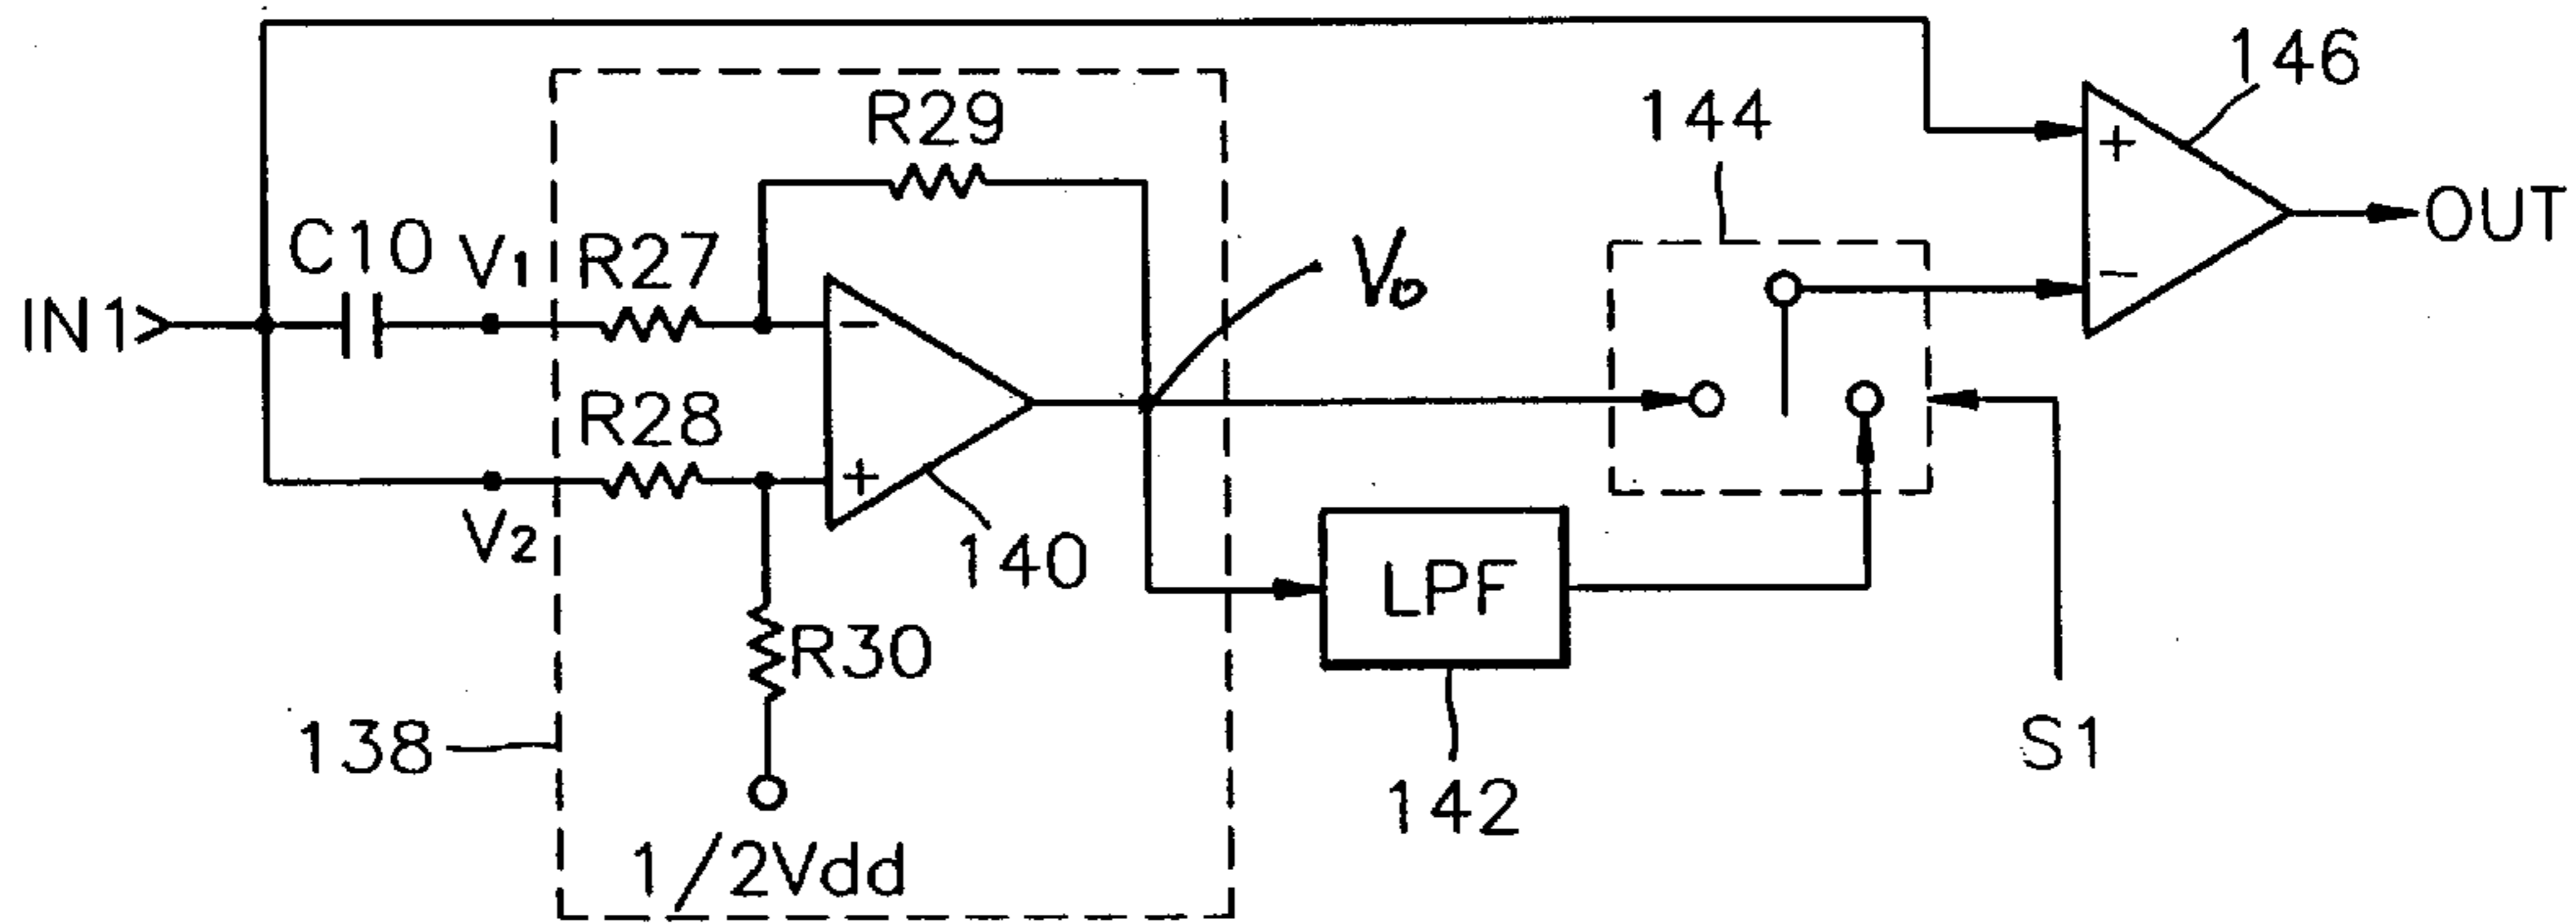 146
R29
144
+
OUT
C10
V1
R27
Vo
IN1
−
−
R28
+
V2
140
LPF
R30
138
S1
142
1/2Vdd